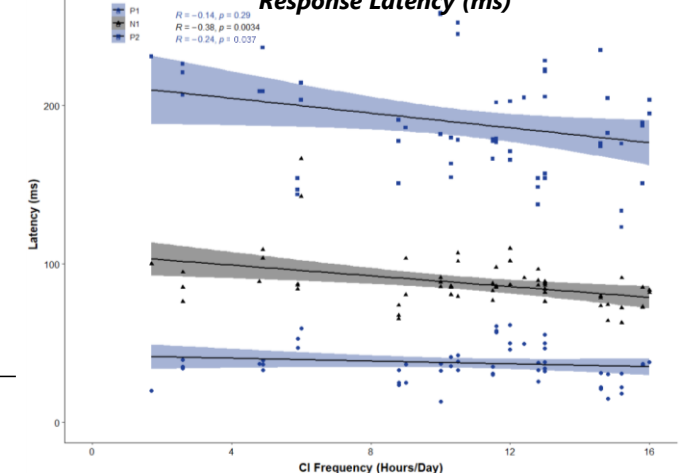 Response Latency (ms)
P1 R = −0.14, p = 0.29
N1 R = −0.38, p = 0.0034
P2 R = −0.24, p = 0.037
200
100
0
Latency (ms)
0 4 8 12 16
CI Frequency (Hours/Day)